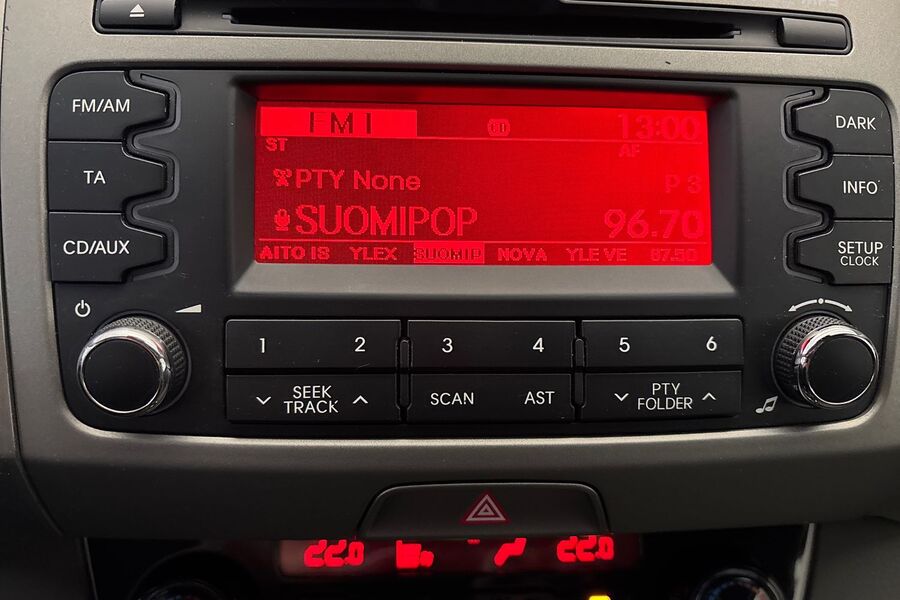 FM/AM
TA
CD/AUX
FM1 CD 13:00
ST AF
PTY None P 3
SUOMIPOP 96.70
AITO IS YLEX SUOMIP NOVA YLE VE 87.50
DARK
INFO
SETUP
CLOCK
1 2 3 4 5 6
SEEK
TRACK
SCAN AST
PTY
FOLDER
22.0 22.0